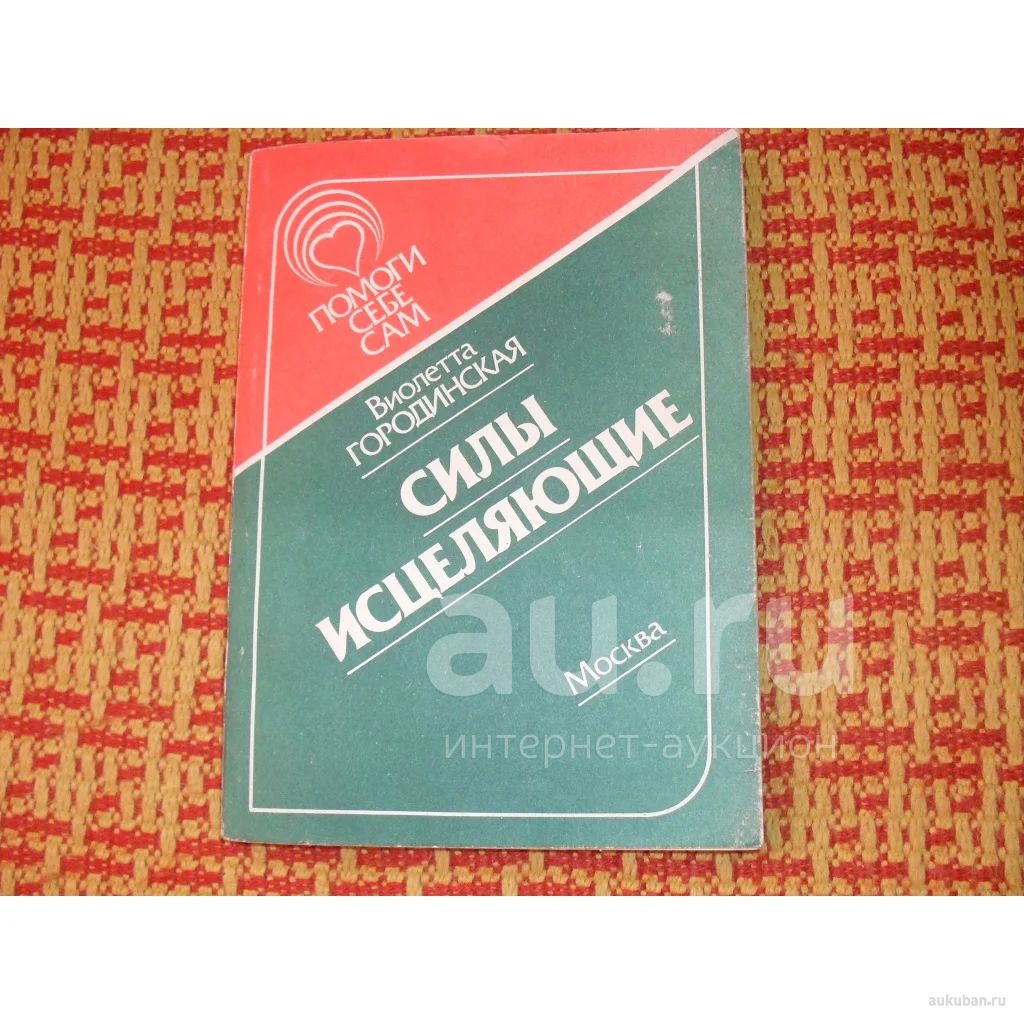 ПОМОГИ
СЕБЕ
САМ
Виолетта
ГОРОДИНСКАЯ
СИЛЫ
ИСЦЕЛЯЮЩИЕ
Москва
au.ru
интернет-аукцион
aukuban.ru